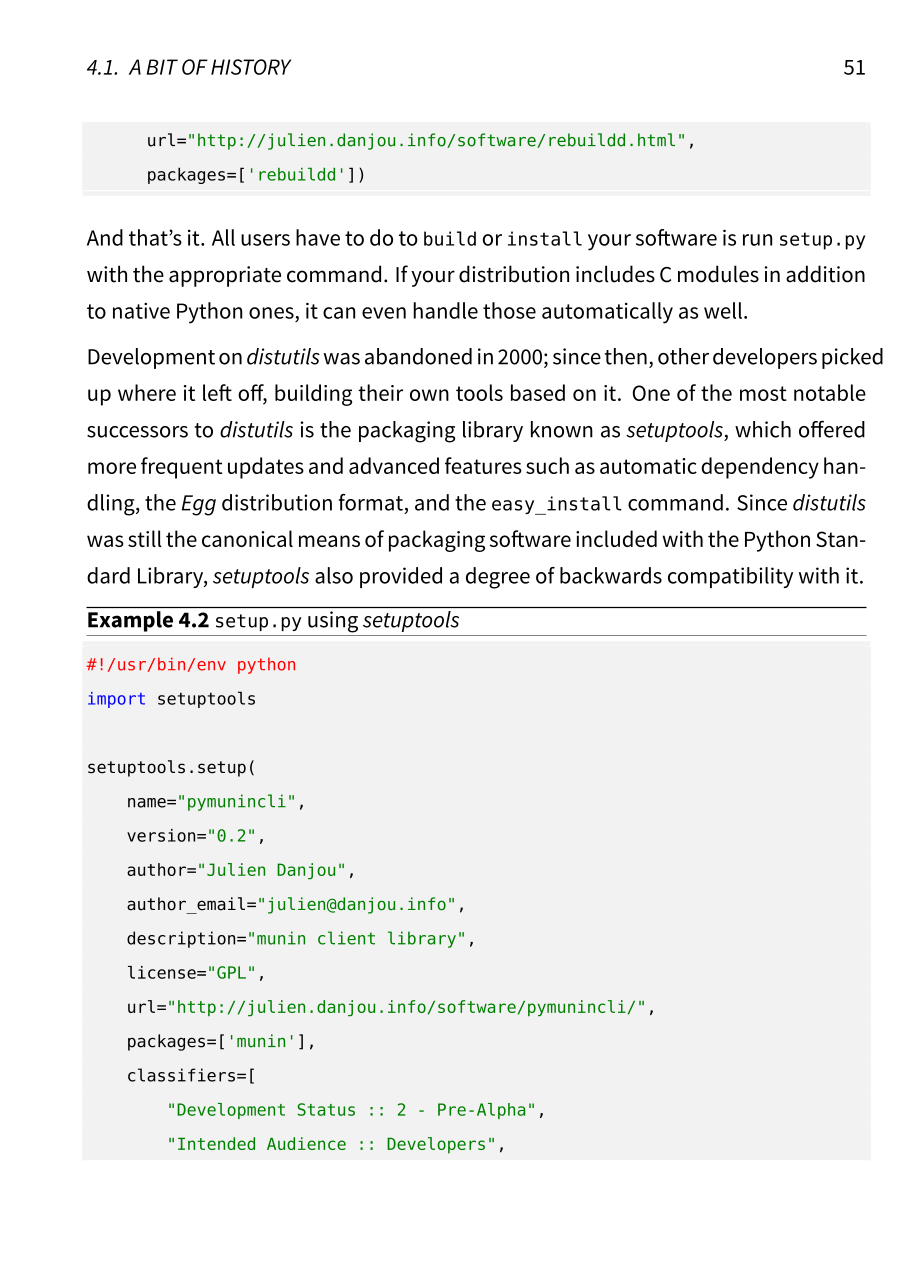 4.1. A BIT OF HISTORY 51
url="http://julien.danjou.info/software/rebuildd.html",
packages=['rebuildd'])
And that's it. All users have to do to build or install your software is run setup.py
with the appropriate command. If your distribution includes C modules in addition
to native Python ones, it can even handle those automatically as well.
Development on distutils was abandoned in 2000; since then, other developers picked
up where it left off, building their own tools based on it. One of the most notable
successors to distutils is the packaging library known as setuptools, which offered
more frequent updates and advanced features such as automatic dependency han-
dling, the Egg distribution format, and the easy_install command. Since distutils
was still the canonical means of packaging software included with the Python Stan-
dard Library, setuptools also provided a degree of backwards compatibility with it.
Example 4.2 setup.py using setuptools
#!/usr/bin/env python
import setuptools
setuptools.setup(
    name="pymunincli",
    version="0.2",
    author="Julien Danjou",
    author_email="julien@danjou.info",
    description="munin client library",
    license="GPL",
    url="http://julien.danjou.info/software/pymunincli/",
    packages=['munin'],
    classifiers=[
        "Development Status :: 2 - Pre-Alpha",
        "Intended Audience :: Developers",